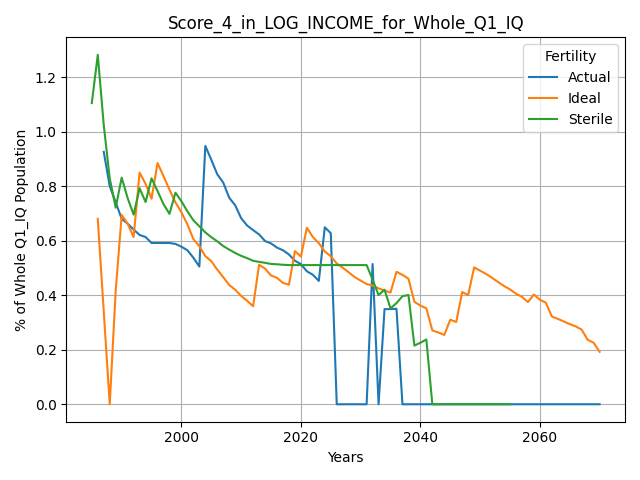 Score_4_in_LOG_INCOME_for_Whole_Q1_IQ
% of Whole Q1_IQ Population
1.2
1.0
0.8
0.6
0.4
0.2
0.0
Fertility
Actual
Ideal
Sterile
2000
2020
2040
2060
Years